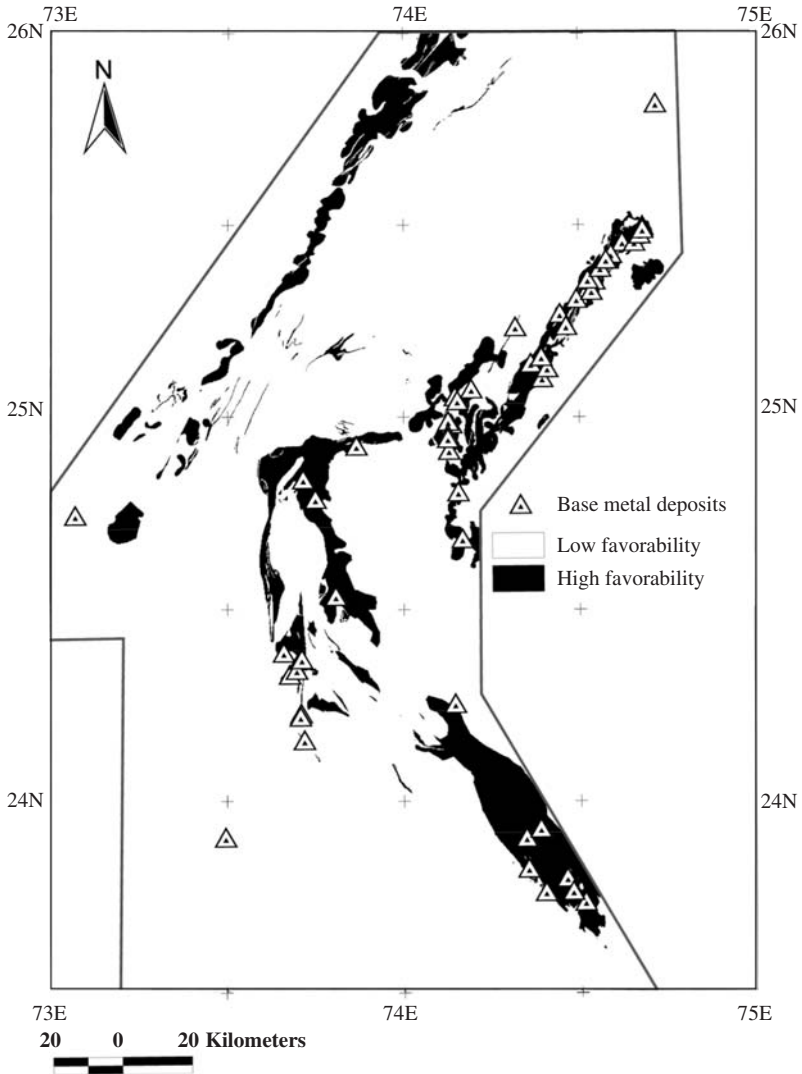 73E 74E 75E
26N 26N
N
25N 25N
Base metal deposits
Low favorability
High favorability
24N 24N
73E 74E 75E
20 0 20 Kilometers